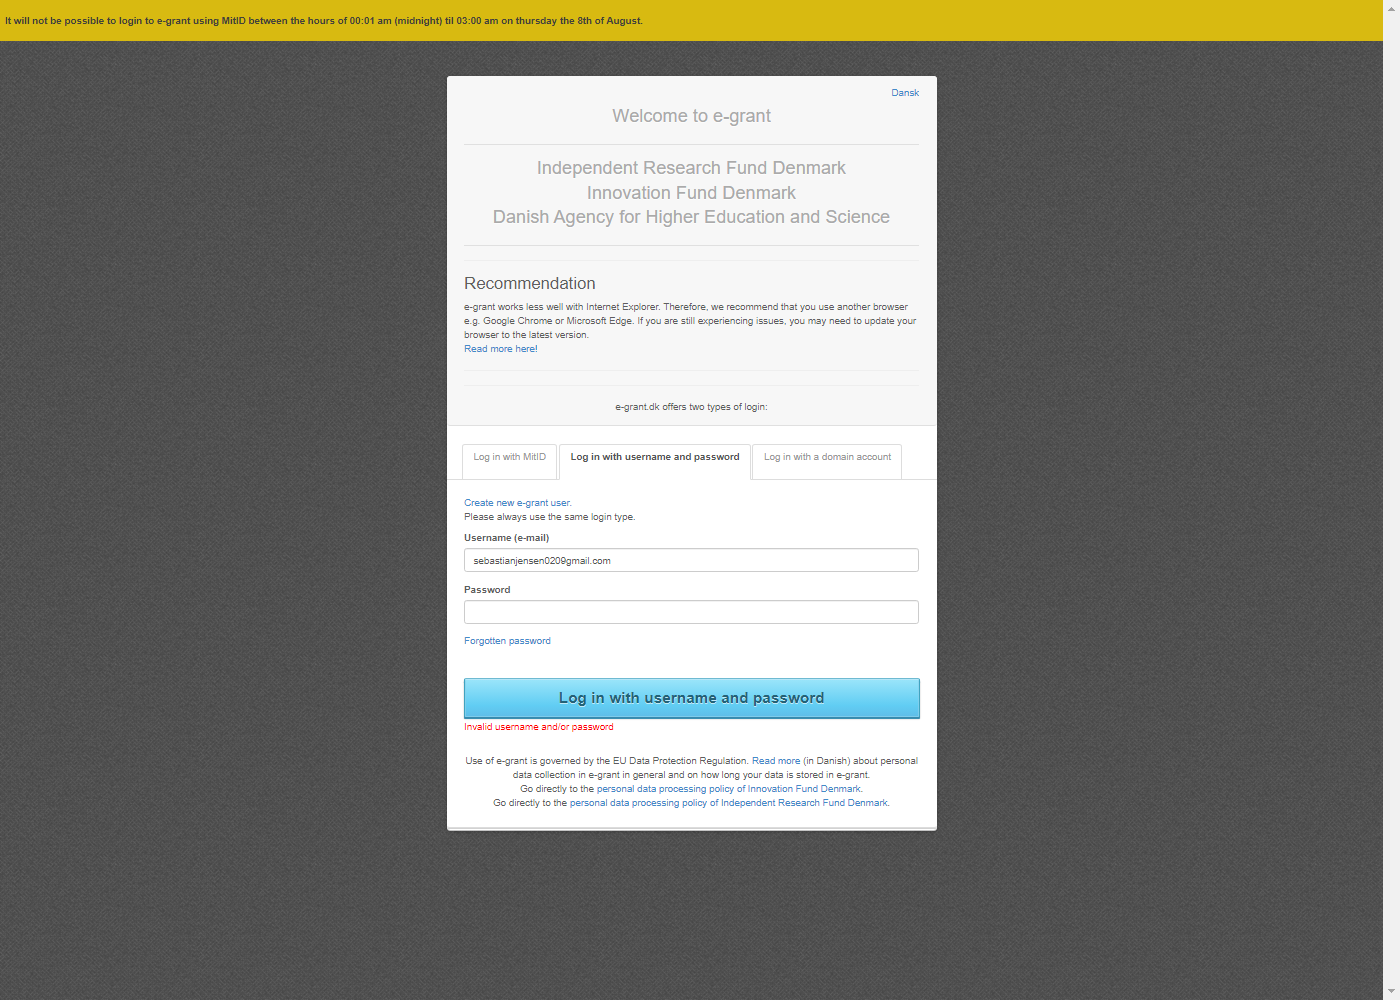 It will not be possible to login to e-grant using MitID between the hours of 00:01 am (midnight) til 03:00 am on thursday the 8th of August.
Dansk
Welcome to e-grant
Independent Research Fund Denmark
Innovation Fund Denmark
Danish Agency for Higher Education and Science
Recommendation
e-grant works less well with Internet Explorer. Therefore, we recommend that you use another browser
e.g. Google Chrome or Microsoft Edge. If you are still experiencing issues, you may need to update your
browser to the latest version.
Read more here!
e-grant.dk offers two types of login:
Log in with MitID
Log in with username and password
Log in with a domain account
Create new e-grant user.
Please always use the same login type.
Username (e-mail)
sebastianjensen0209gmail.com
Password
Forgotten password
Log in with username and password
Invalid username and/or password
Use of e-grant is governed by the EU Data Protection Regulation. Read more (in Danish) about personal
data collection in e-grant in general and on how long your data is stored in e-grant.
Go directly to the personal data processing policy of Innovation Fund Denmark.
Go directly to the personal data processing policy of Independent Research Fund Denmark.